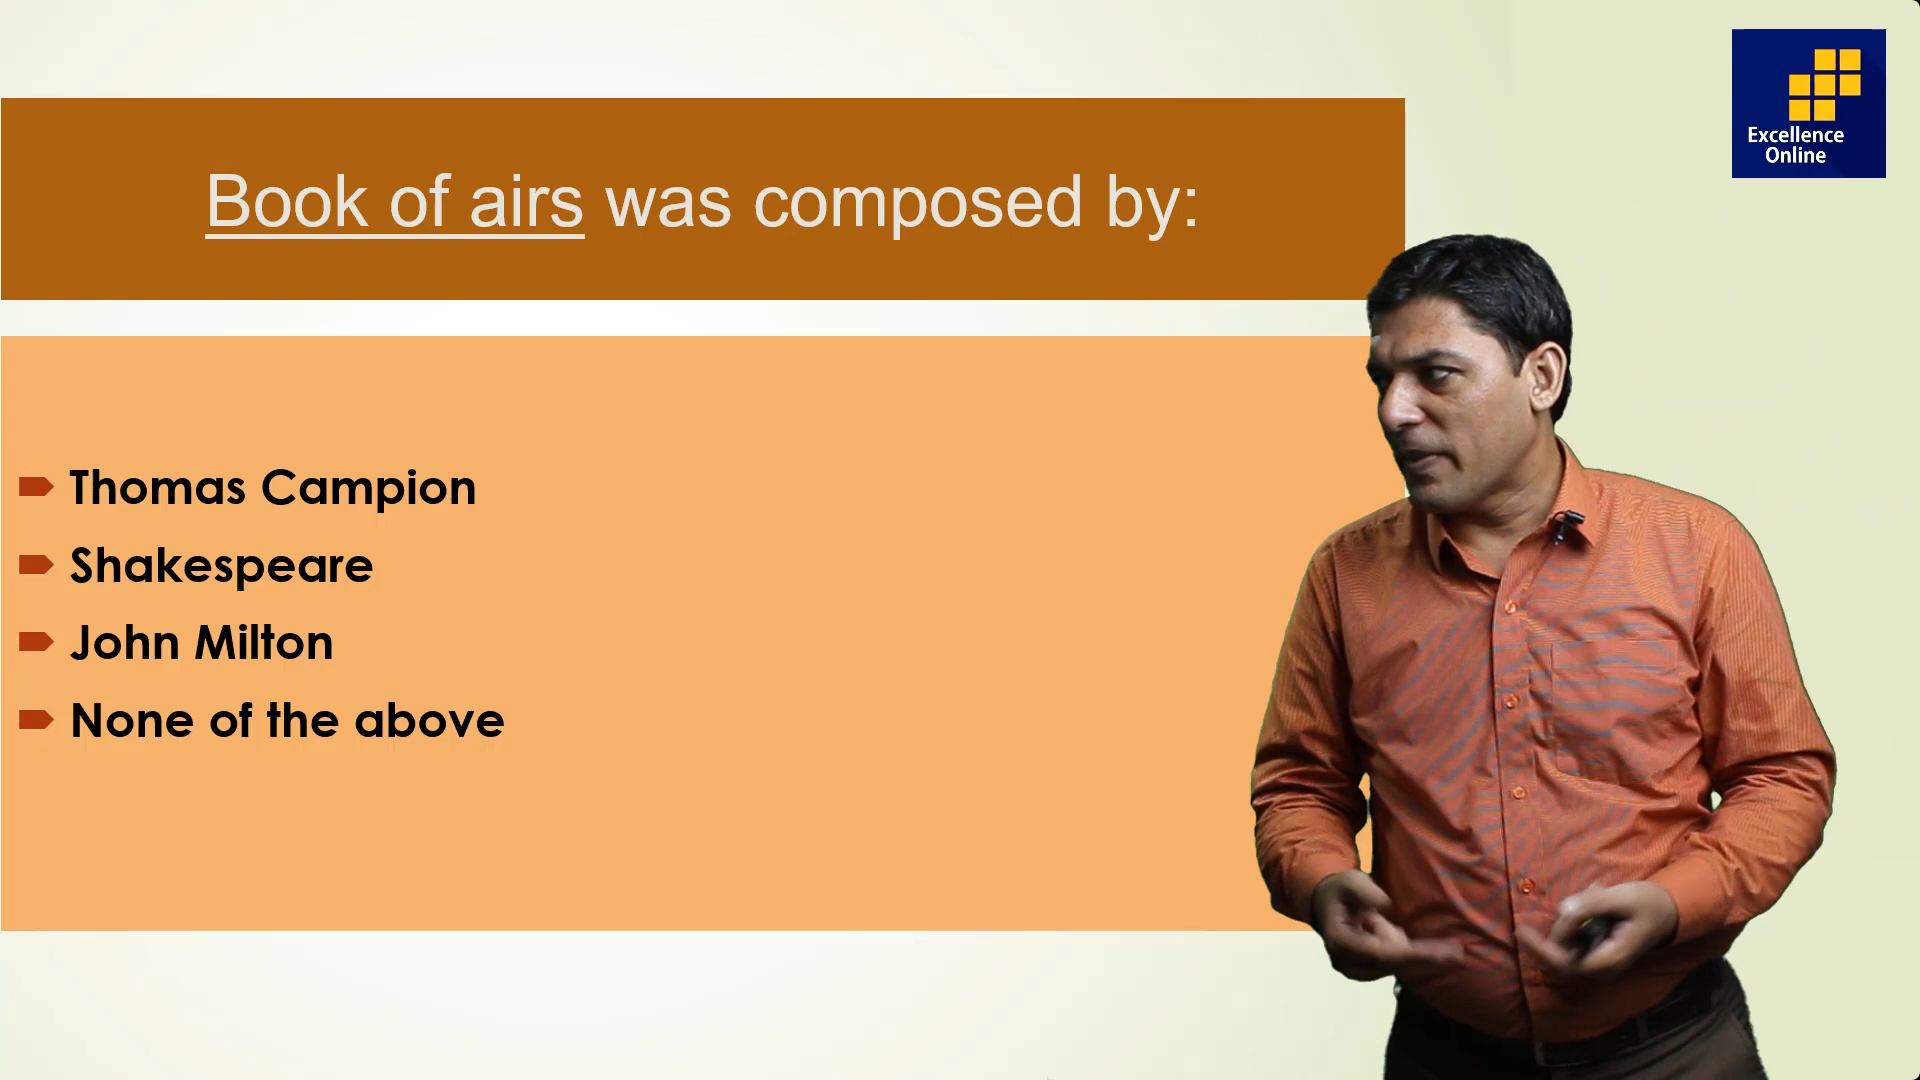 Excellence
Online
Book of airs was composed by:
Thomas Campion
Shakespeare
John Milton
None of the above